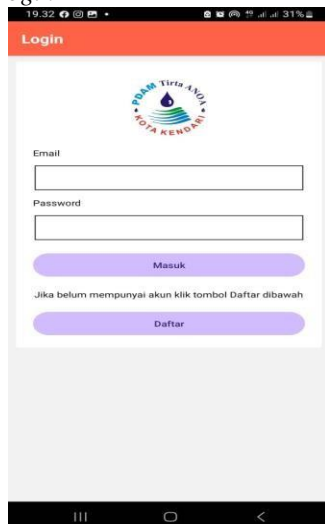 19.32 31%
Login
PDAM Tirta ANOA
KOTA KENDARI
Email
Password
Masuk
Jika belum mempunyai akun klik tombol Daftar dibawah
Daftar